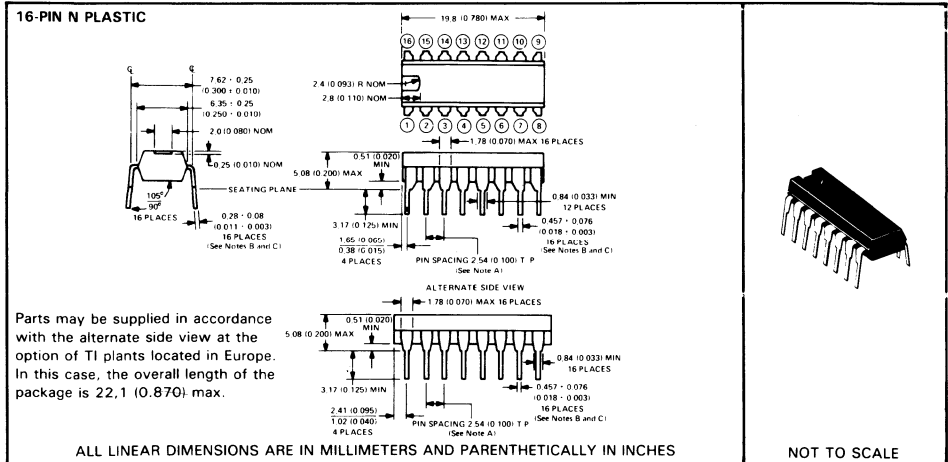 16-PIN N PLASTIC
19.8 (0 780) MAX
16 15 14 13 12 11 10 9
2.4 (0 093) R NOM
2.8 (0 110) NOM
1 2 3 4 5 6 7 8
℄ ℄
7 62 · 0.25
(0 300 ± 0.010)
6.35 · 0 25
(0 250 · 0 010)
2.0 (0 080) NOM
0,25 (0 010) NOM
SEATING PLANE
105°
90°
16 PLACES
0.28 · 0.08
(0 011 · 0 003)
16 PLACES
(See Notes B and C)
1,78 (0 070) MAX 16 PLACES
0.51 (0 020)
MIN
5 08 (0 200) MAX
3.17 (0 125) MIN
1.65 (0 065)
0.38 (0 015)
4 PLACES
0.84 (0 033) MIN
12 PLACES
0.457 · 0.076
(0 018 · 0 003)
16 PLACES
(See Notes B and C)
PIN SPACING 2 54 (0 100) T P
(See Note A)
ALTERNATE SIDE VIEW
1 78 (0 070) MAX 16 PLACES
0 51 (0 020)
MIN
5 08 (0 200) MAX
3.17 (0 125) MIN
2.41 (0 095)
1.02 (0 040)
4 PLACES
0.84 (0 033) MIN
16 PLACES
0 457 · 0 076
(0 018 · 0 003)
16 PLACES
(See Notes B and C)
PIN SPACING 2 54 (0 100) T P
(See Note A)
Parts may be supplied in accordance
with the alternate side view at the
option of TI plants located in Europe.
In this case, the overall length of the
package is 22,1 (0.870) max.
ALL LINEAR DIMENSIONS ARE IN MILLIMETERS AND PARENTHETICALLY IN INCHES
NOT TO SCALE